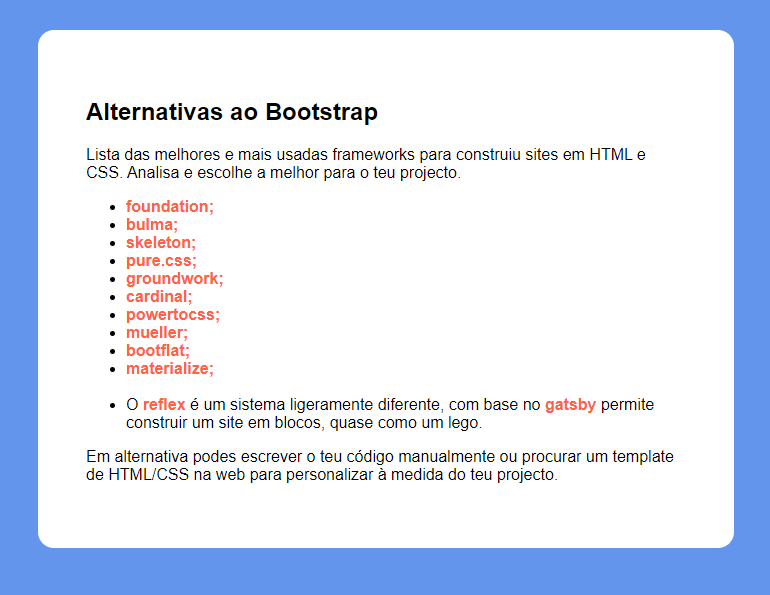 Alternativas ao Bootstrap
Lista das melhores e mais usadas frameworks para construiu sites em HTML e
CSS. Analisa e escolhe a melhor para o teu projecto.
• foundation;
• bulma;
• skeleton;
• pure.css;
• groundwork;
• cardinal;
• powertocss;
• mueller;
• bootflat;
• materialize;
• O reflex é um sistema ligeramente diferente, com base no gatsby permite
construir um site em blocos, quase como um lego.
Em alternativa podes escrever o teu código manualmente ou procurar um template
de HTML/CSS na web para personalizar à medida do teu projecto.